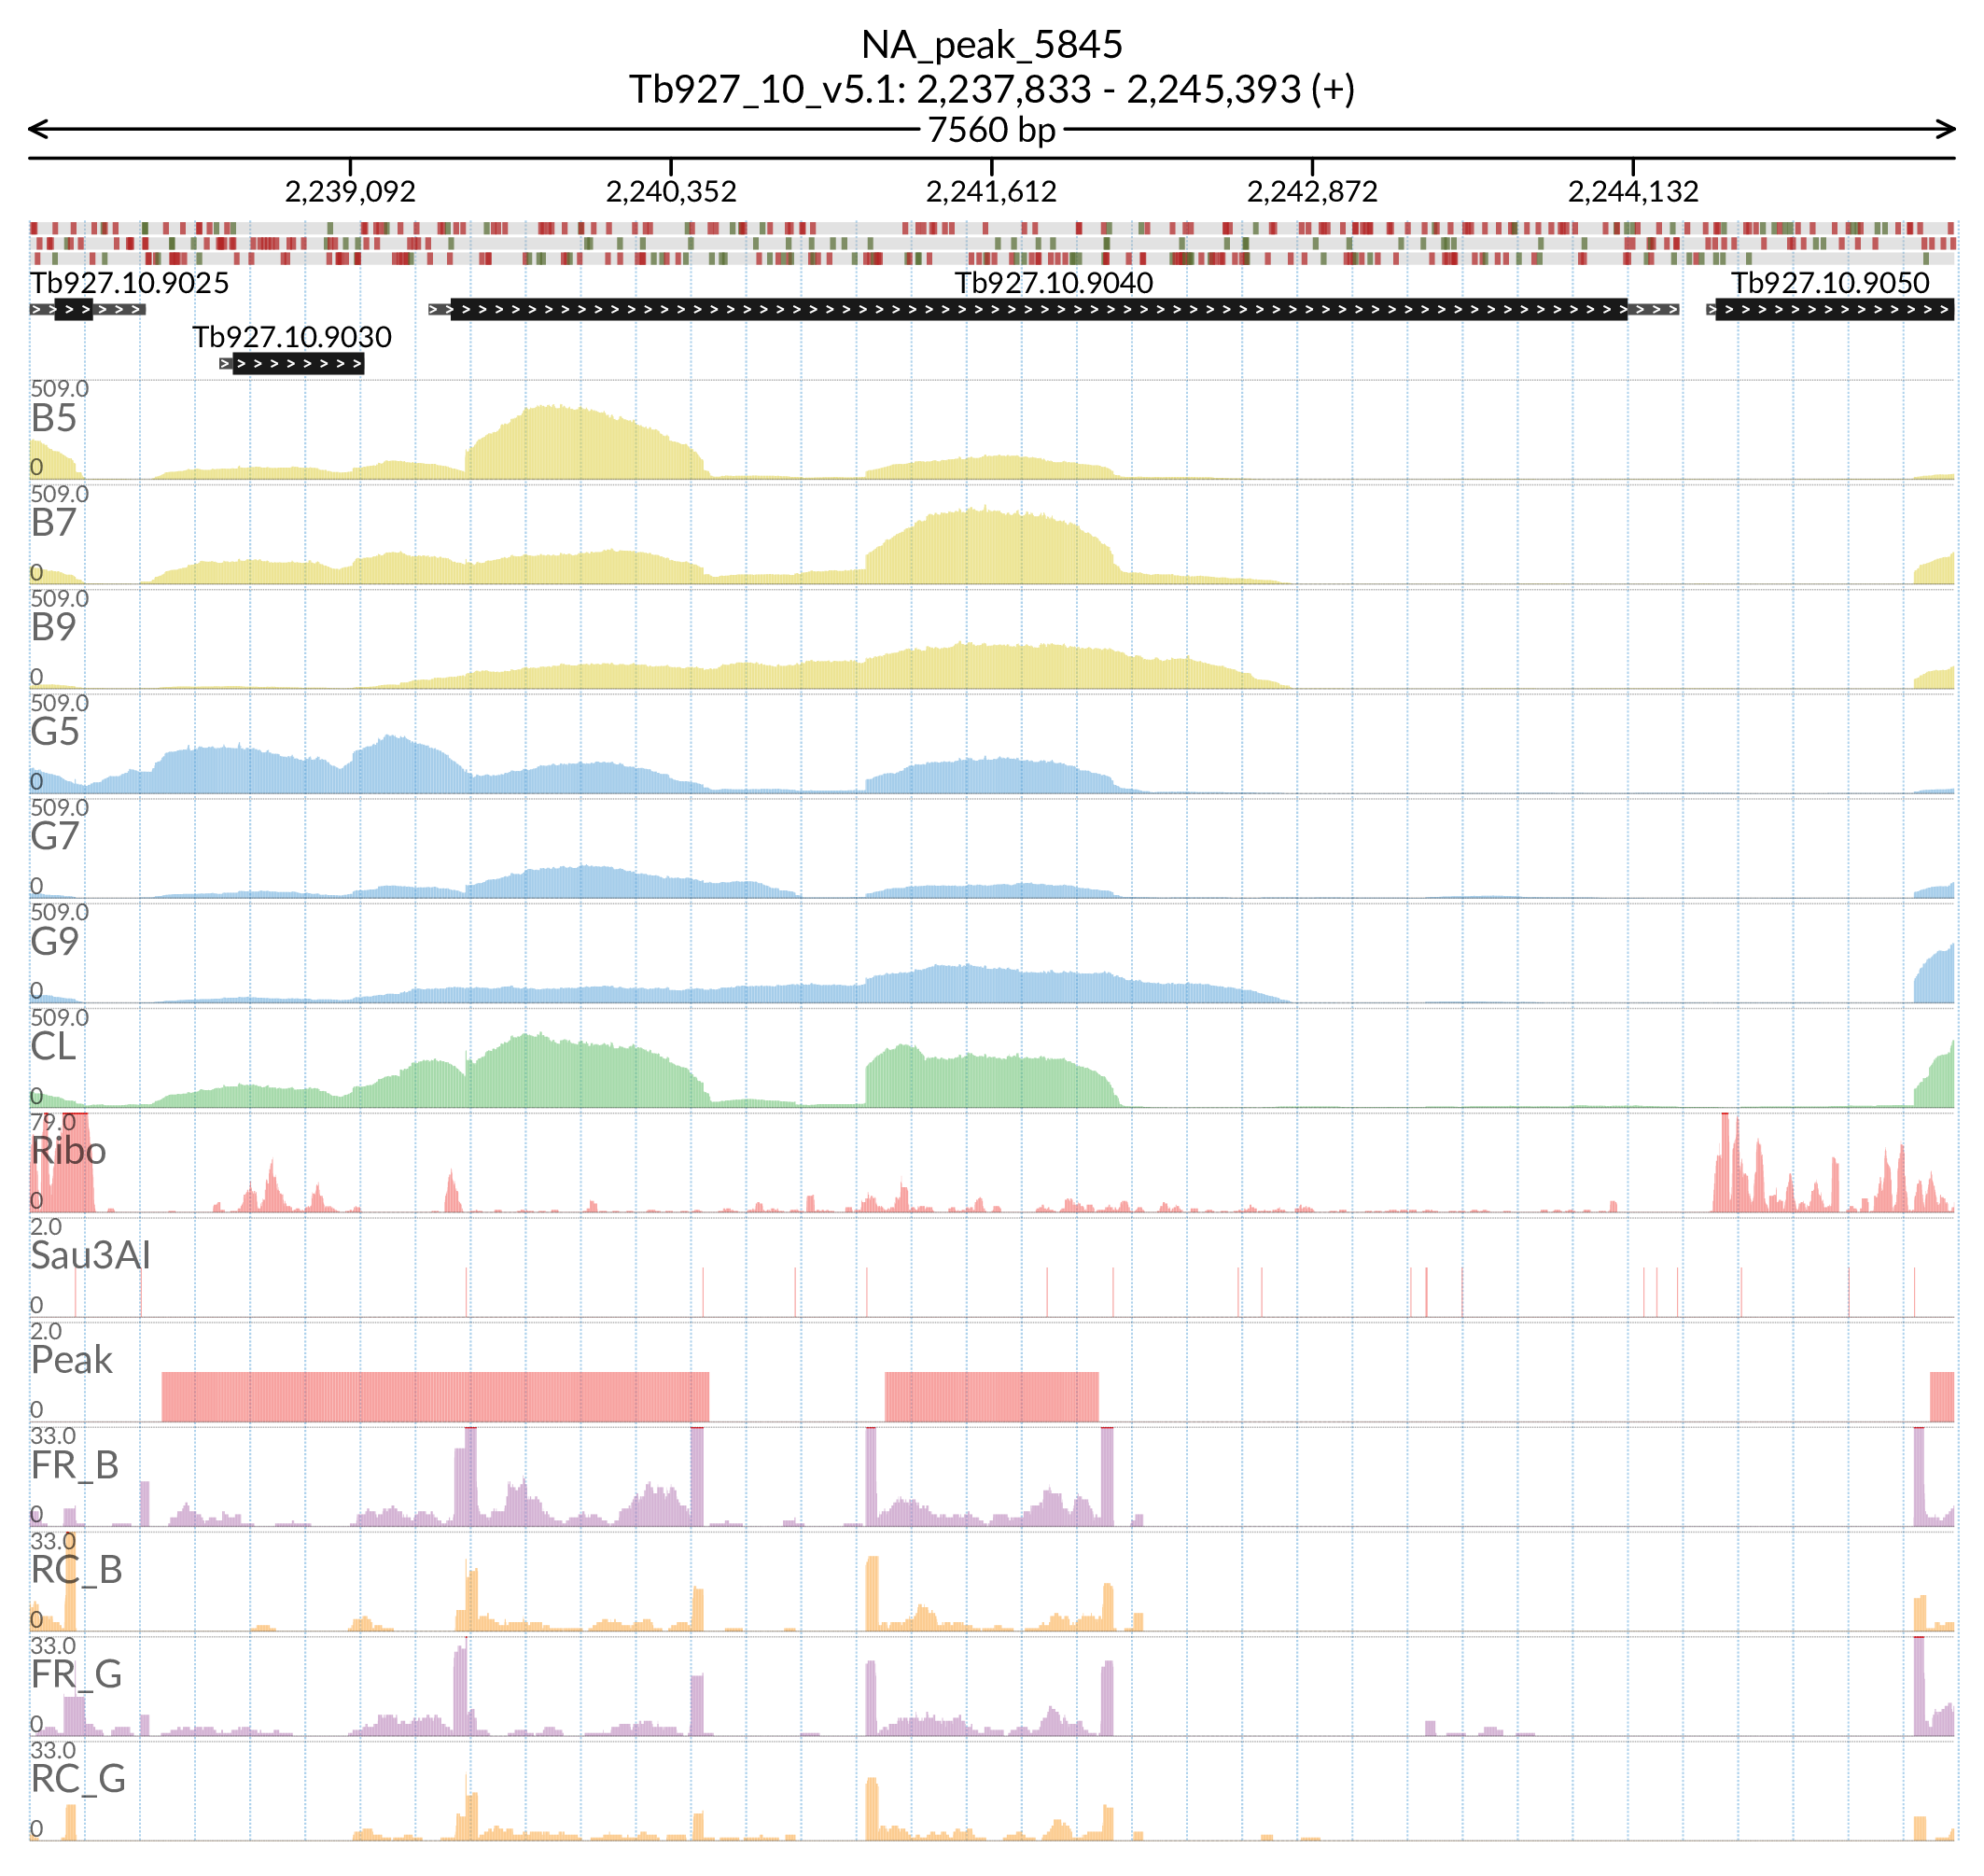 NA_peak_5845
Tb927_10_v5.1: 2,237,833 - 2,245,393 (+)
7560 bp
2,239,092 2,240,352 2,241,612 2,242,872 2,244,132
Tb927.10.9025 Tb927.10.9040 Tb927.10.9050
Tb927.10.9030
509.0
B5
0
509.0
B7
0
509.0
B9
0
509.0
G5
0
509.0
G7
0
509.0
G9
0
509.0
CL
0
79.0
Ribo
0
2.0
Sau3AI
0
2.0
Peak
0
33.0
FR_B
0
33.0
RC_B
0
33.0
FR_G
0
33.0
RC_G
0